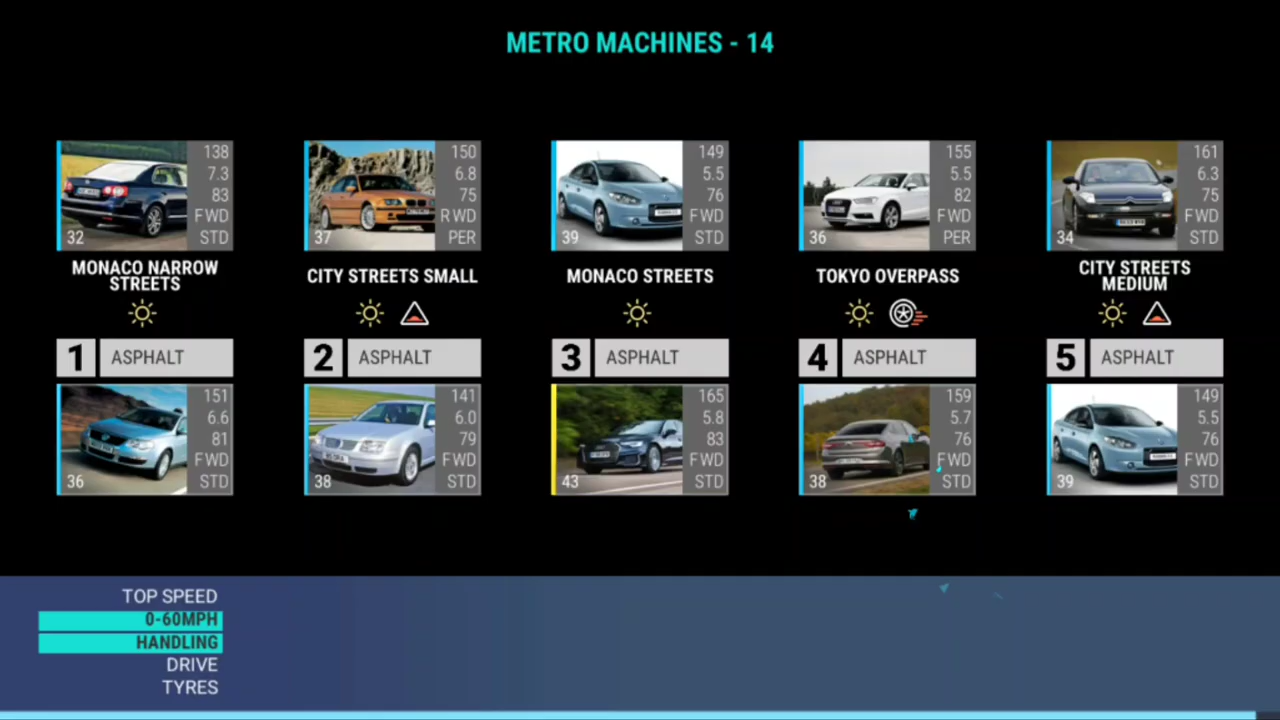 METRO MACHINES - 14
138
7.3
83
FWD
STD
32
150
6.8
75
RWD
PER
37
149
5.5
76
FWD
STD
39
155
5.5
82
FWD
PER
36
161
6.3
75
FWD
STD
34
MONACO NARROW
STREETS
CITY STREETS SMALL
MONACO STREETS
TOKYO OVERPASS
CITY STREETS
MEDIUM
1 ASPHALT
2 ASPHALT
3 ASPHALT
4 ASPHALT
5 ASPHALT
151
6.6
81
FWD
STD
36
141
6.0
79
FWD
STD
38
165
5.8
83
FWD
STD
43
159
5.7
76
FWD
STD
38
149
5.5
76
FWD
STD
39
TOP SPEED
0-60MPH
HANDLING
DRIVE
TYRES